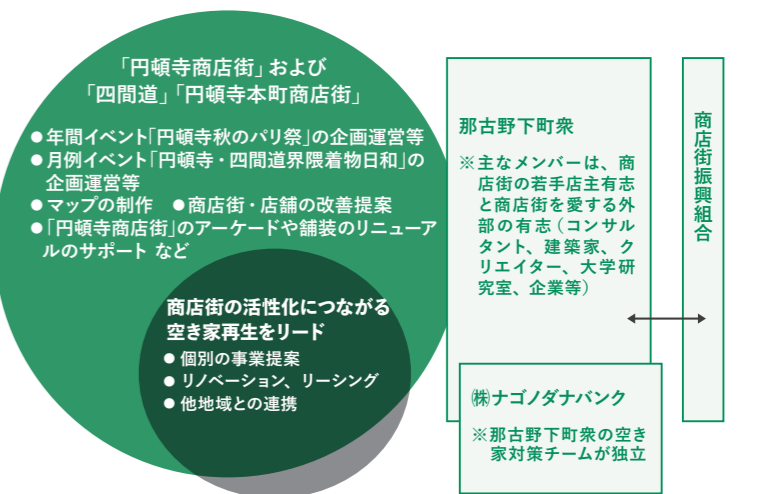 「円頓寺商店街」および
「四間道」「円頓寺本町商店街」
●年間イベント「円頓寺秋のパリ祭」の企画運営等
●月例イベント「円頓寺・四間道界隈着物日和」の
企画運営等
●マップの制作　●商店街・店舗の改善提案
●「円頓寺商店街」のアーケードや舗装のリニューア
ルのサポート など
商店街の活性化につながる
空き家再生をリード
● 個別の事業提案
● リノベーション、リーシング
● 他地域との連携
那古野下町衆
※主なメンバーは、商
店街の若手店主有志
と商店街を愛する外
部の有志（コンサル
タント、建築家、ク
リエイター、大学研
究室、企業等）
㈱ナゴノダナバンク
※那古野下町衆の空き
家対策チームが独立
商店街振興組合